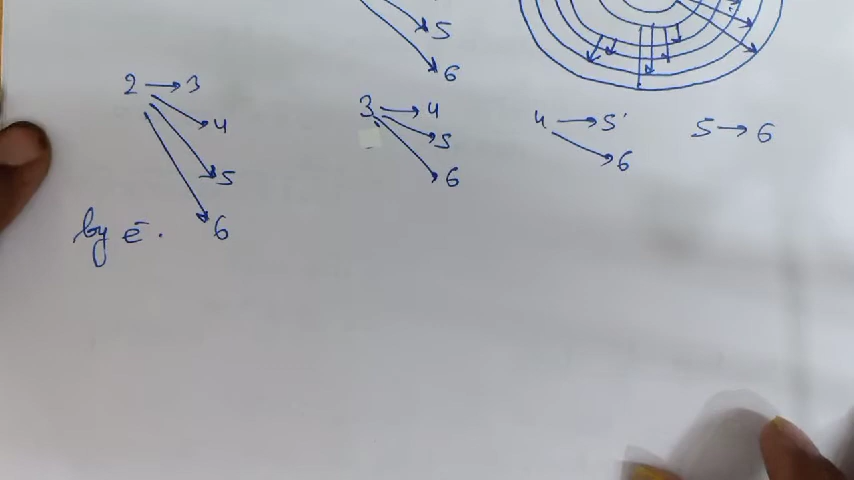 → 5
→ 6
2 → 3
→ 4
→ 5
→ 6
3 → 4
→ 5
→ 6
4 → 5
→ 6
5 → 6
by e⁻.